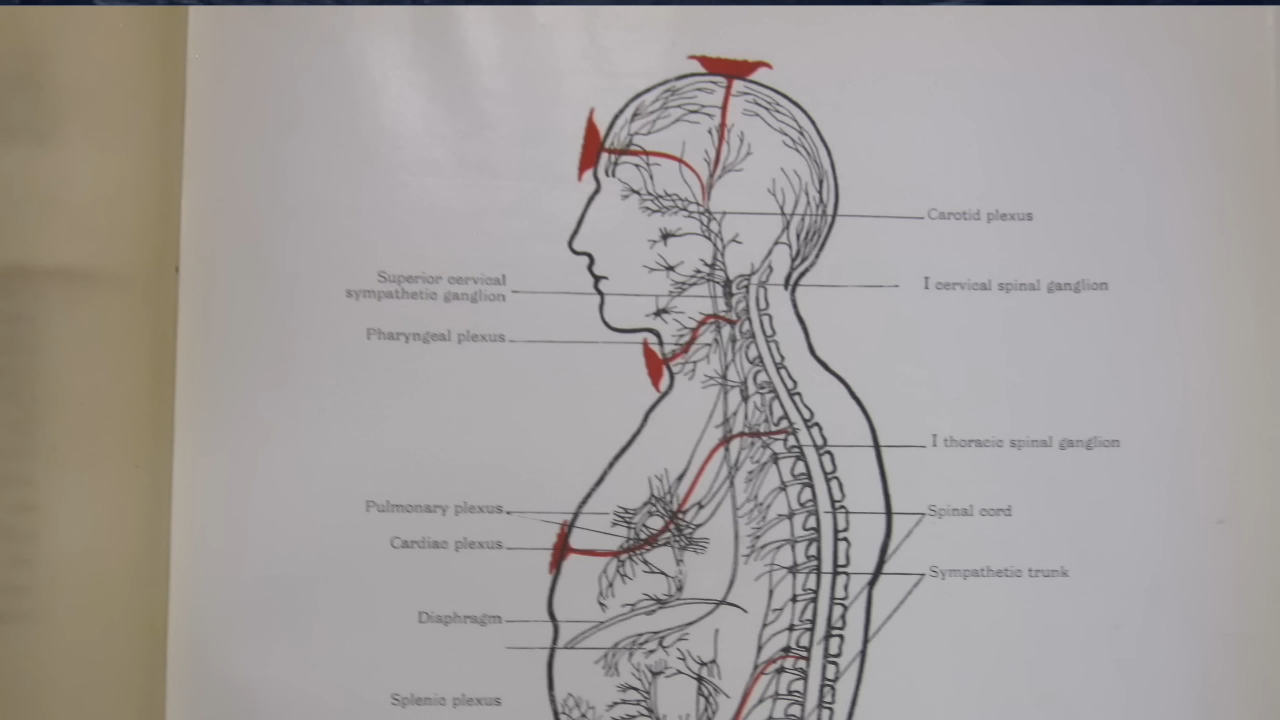 Carotid plexus
Superior cervical
sympathetic ganglion
I cervical spinal ganglion
Pharyngeal plexus
I thoracic spinal ganglion
Pulmonary plexus
Spinal cord
Cardiac plexus
Sympathetic trunk
Diaphragm
Splenic plexus